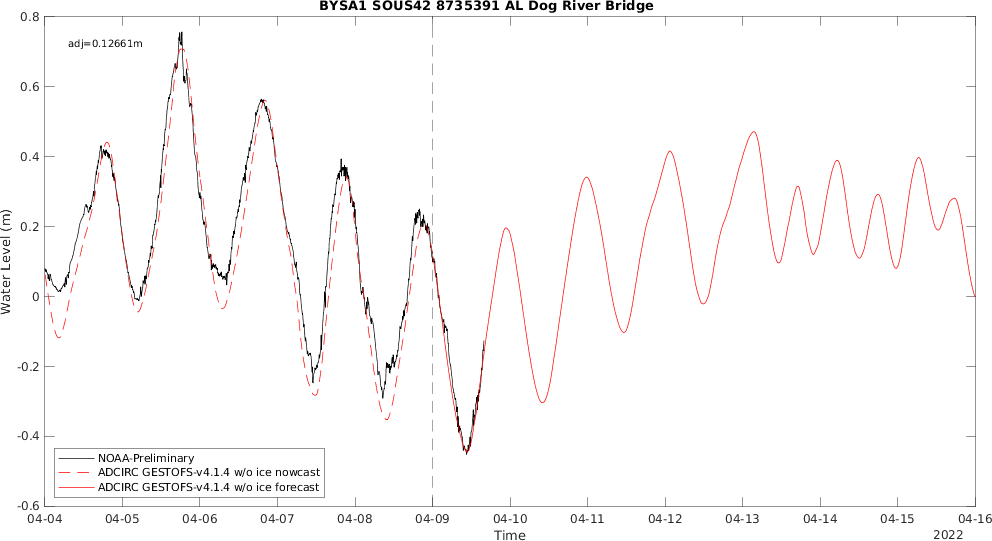 BYSA1 SOUS42 8735391 AL Dog River Bridge
adj=0.12661m
Water Level (m)
0.8
0.6
0.4
0.2
0
-0.2
-0.4
-0.6
NOAA-Preliminary
ADCIRC GESTOFS-v4.1.4 w/o ice nowcast
ADCIRC GESTOFS-v4.1.4 w/o ice forecast
04-04 04-05 04-06 04-07 04-08 04-09 04-10 04-11 04-12 04-13 04-14 04-15 04-16
Time
2022